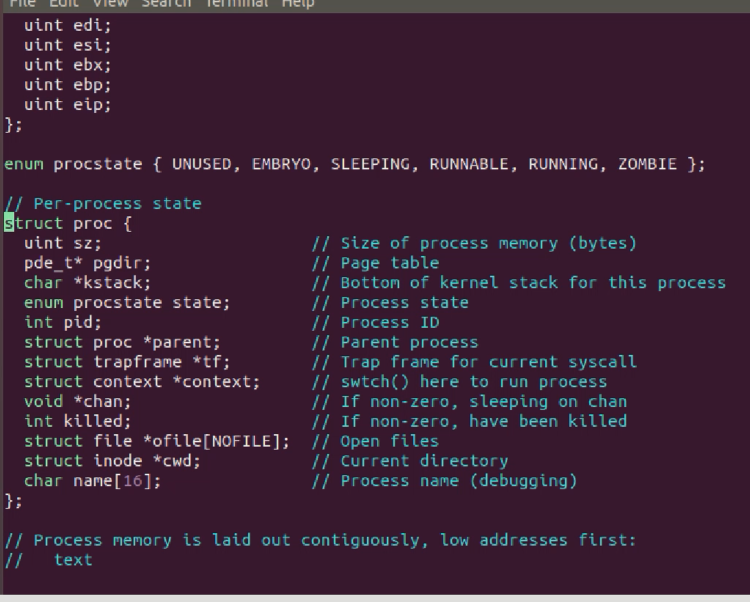 File Edit View Search Terminal Help
  uint edi;
  uint esi;
  uint ebx;
  uint ebp;
  uint eip;
};
enum procstate { UNUSED, EMBRYO, SLEEPING, RUNNABLE, RUNNING, ZOMBIE };
// Per-process state
struct proc {
  uint sz;                     // Size of process memory (bytes)
  pde_t* pgdir;                // Page table
  char *kstack;                // Bottom of kernel stack for this process
  enum procstate state;        // Process state
  int pid;                     // Process ID
  struct proc *parent;         // Parent process
  struct trapframe *tf;        // Trap frame for current syscall
  struct context *context;     // swtch() here to run process
  void *chan;                  // If non-zero, sleeping on chan
  int killed;                  // If non-zero, have been killed
  struct file *ofile[NOFILE];  // Open files
  struct inode *cwd;           // Current directory
  char name[16];               // Process name (debugging)
};
// Process memory is laid out contiguously, low addresses first:
//   text